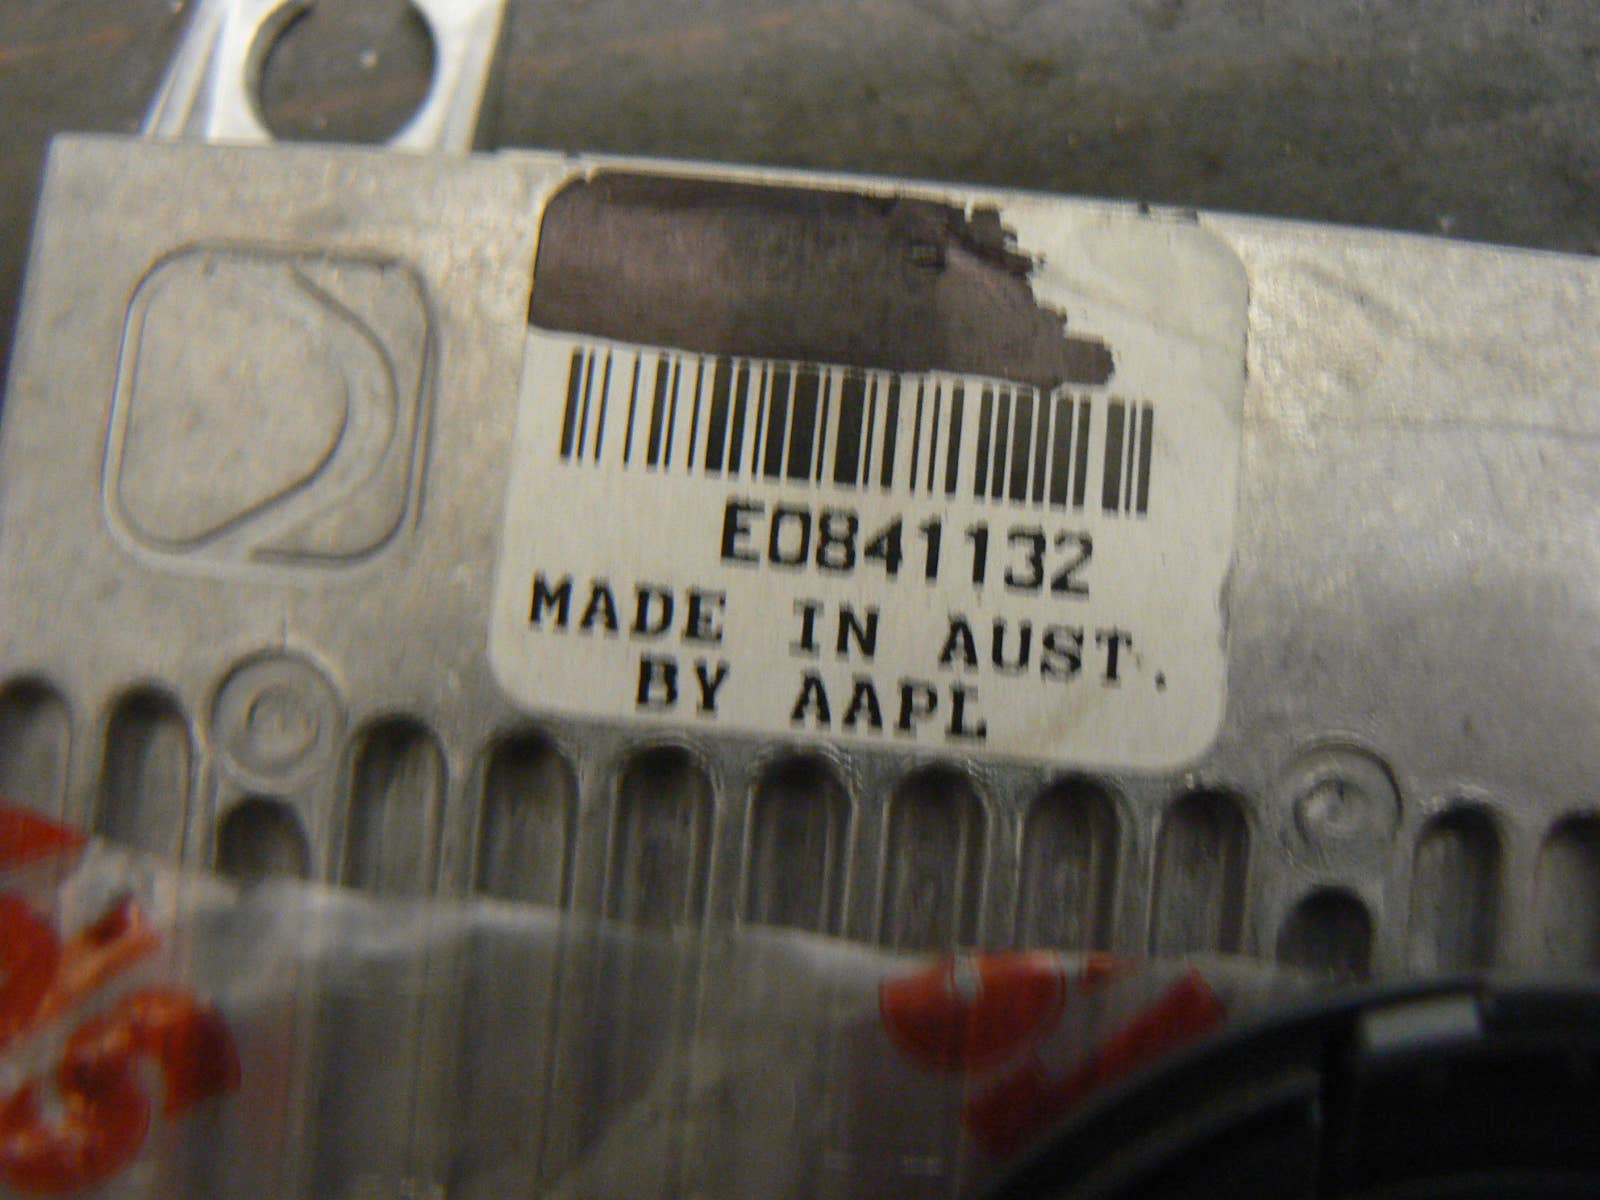 E0841132
MADE IN AUST.
BY AAPL